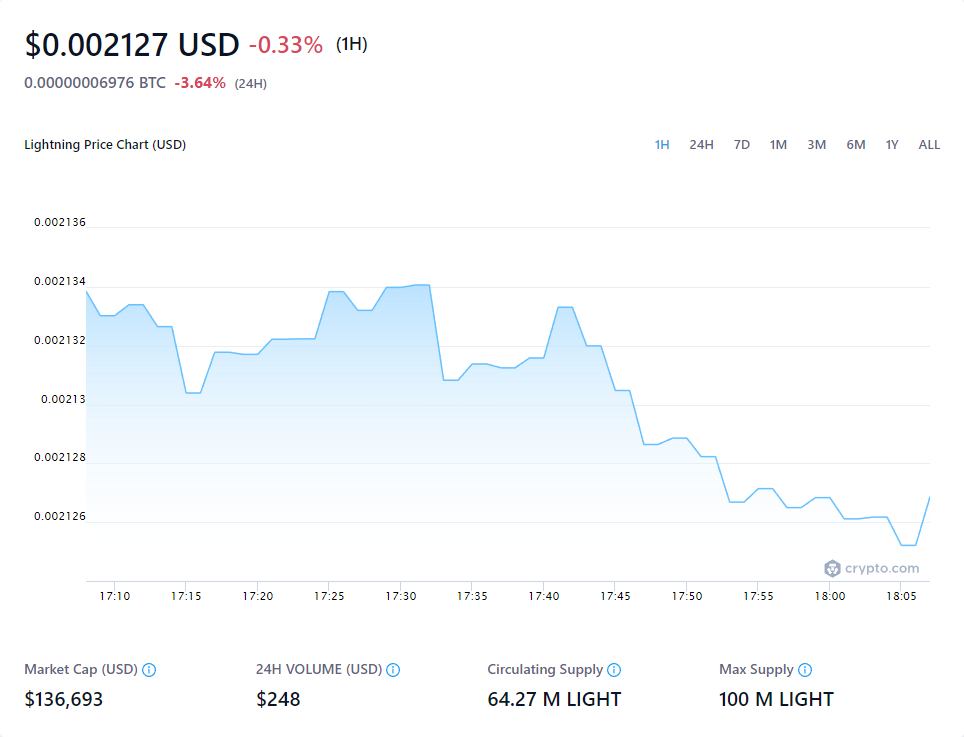 $0.002127 USD -0.33% (1H)
0.00000006976 BTC -3.64% (24H)
Lightning Price Chart (USD) 1H 24H 7D 1M 3M 6M 1Y ALL
0.002136
0.002134
0.002132
0.00213
0.002128
0.002126
crypto.com
17:10 17:15 17:20 17:25 17:30 17:35 17:40 17:45 17:50 17:55 18:00 18:05
Market Cap (USD) 24H VOLUME (USD) Circulating Supply Max Supply
$136,693 $248 64.27 M LIGHT 100 M LIGHT